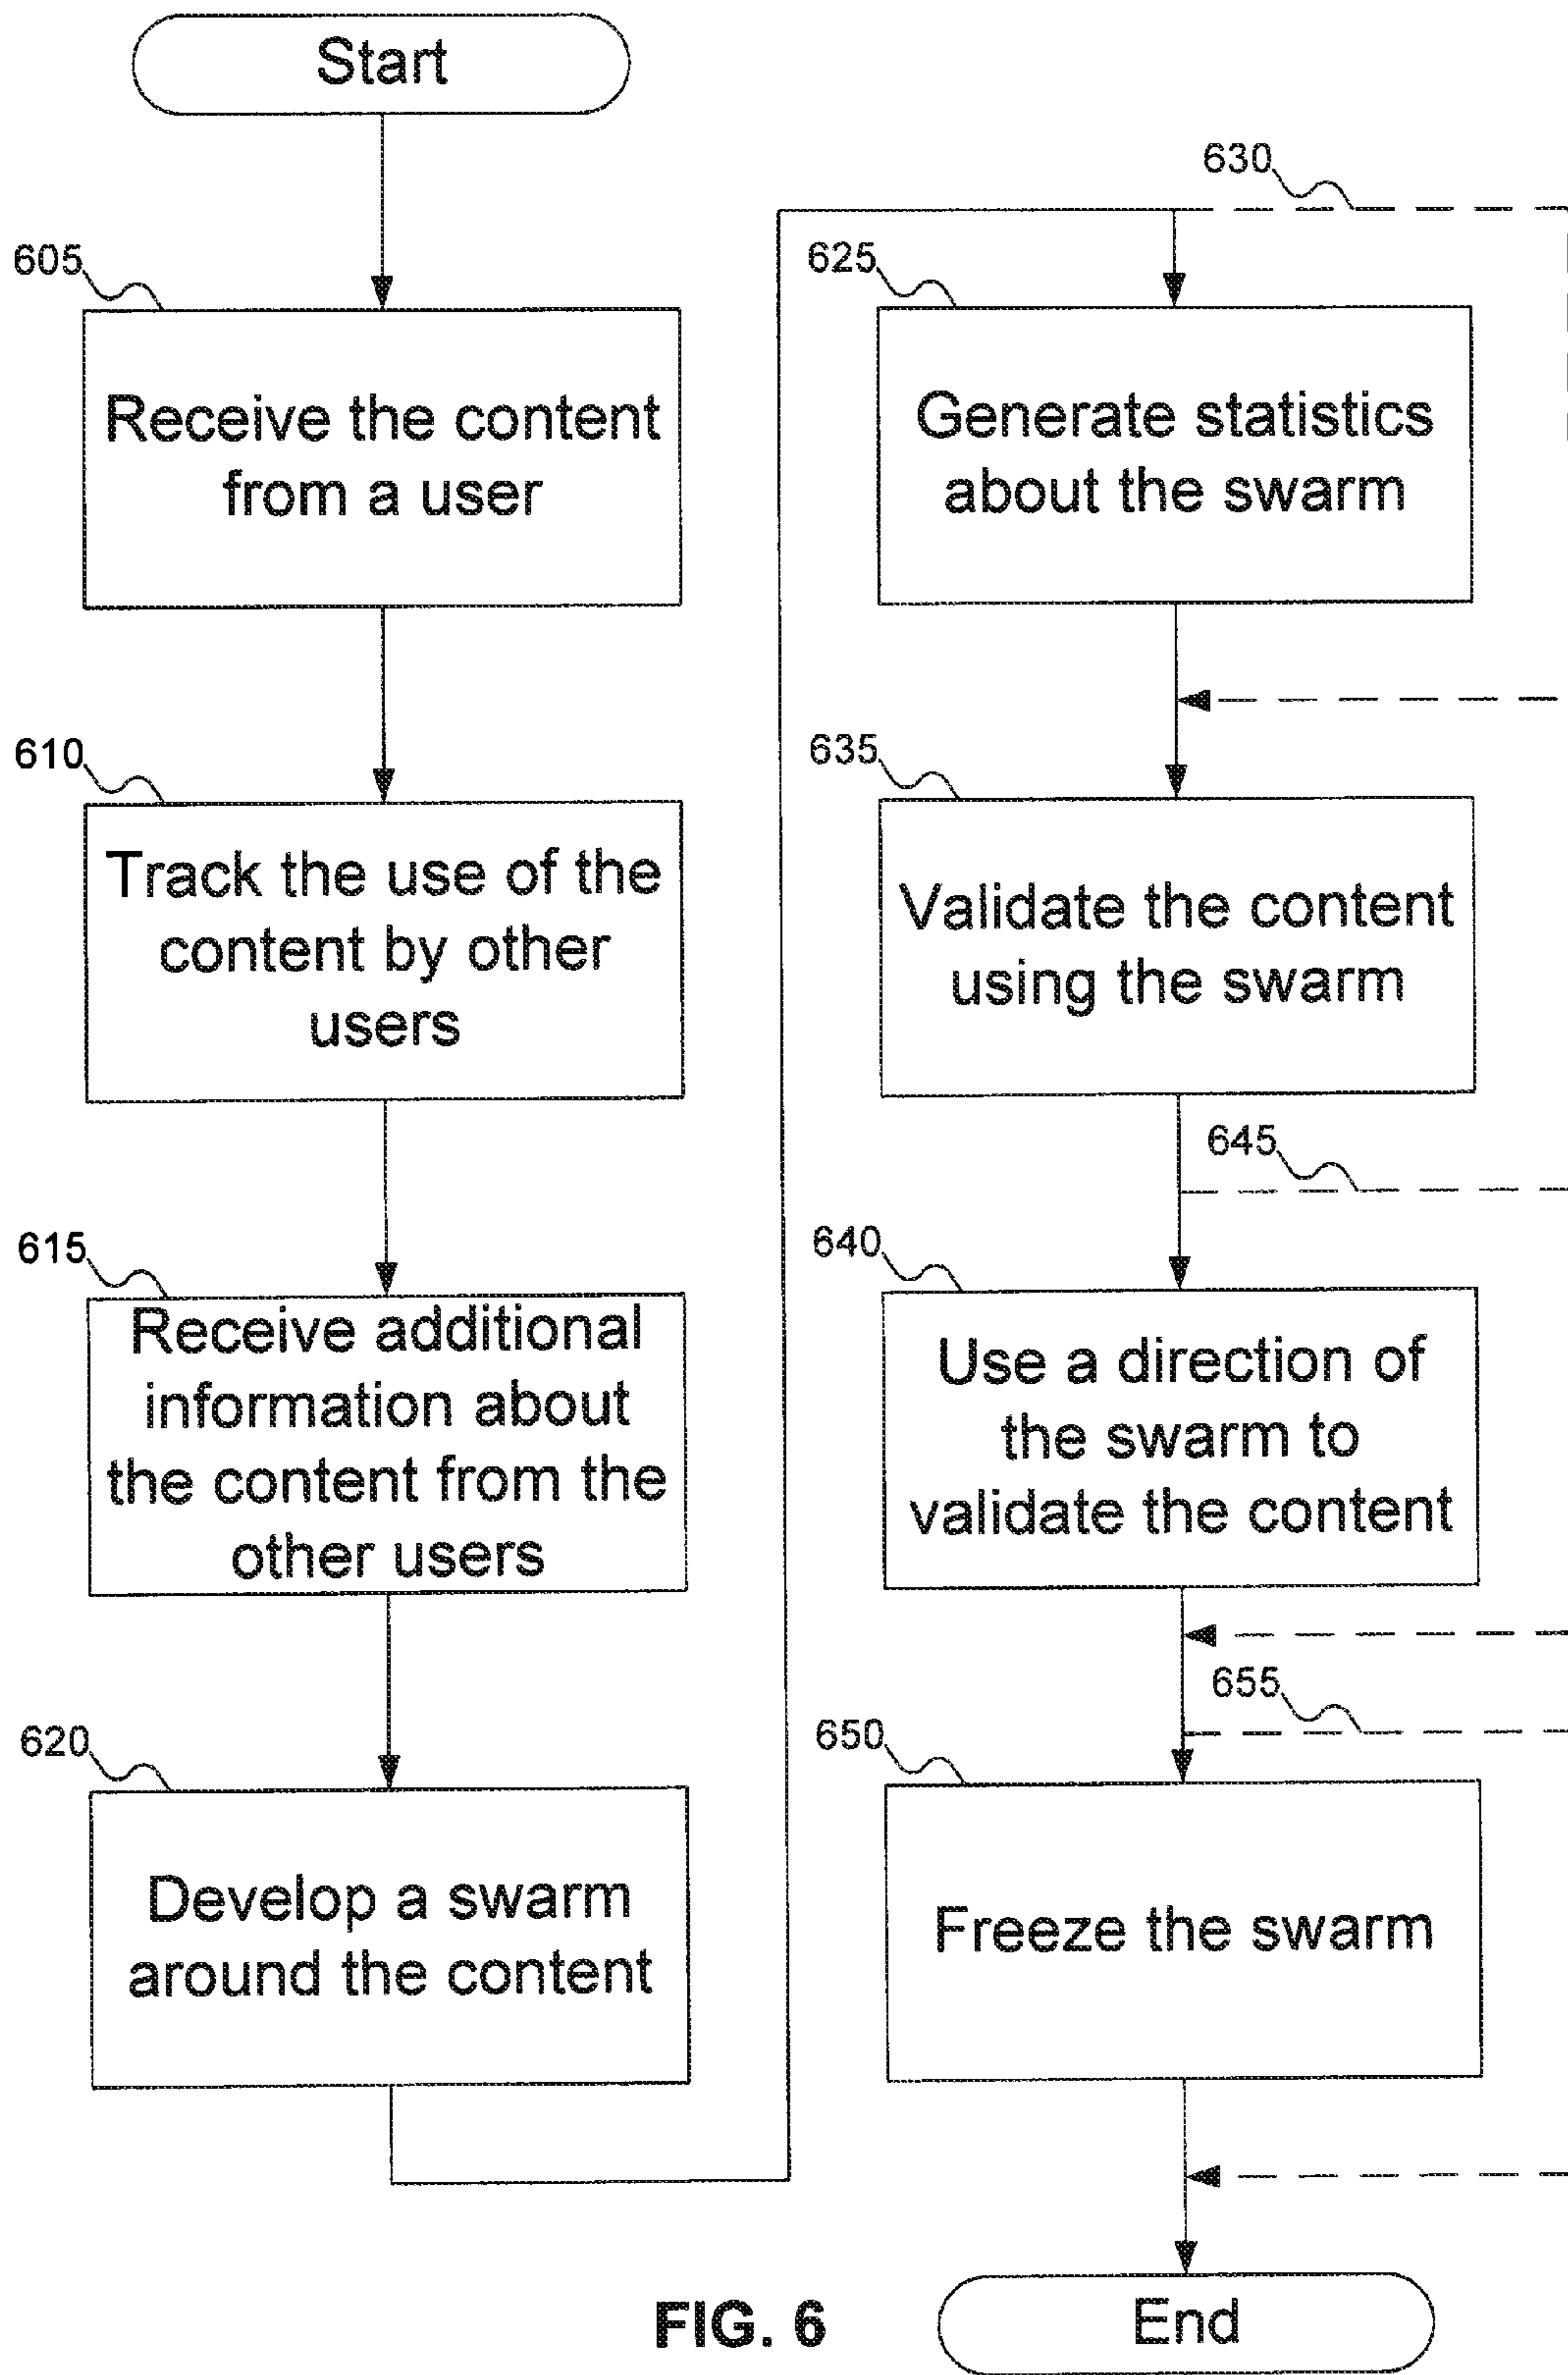 Start
605
Receive the content
from a user
610
Track the use of the
content by other
users
615
Receive additional
information about
the content from the
other users
620
Develop a swarm
around the content
630
625
Generate statistics
about the swarm
635
Validate the content
using the swarm
645
640
Use a direction of
the swarm to
validate the content
655
650
Freeze the swarm
End
FIG. 6